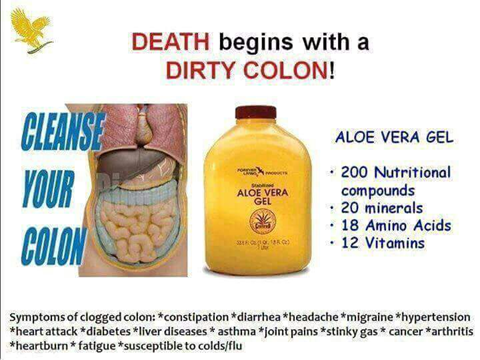 DEATH begins with a
DIRTY COLON!
CLEANSE
YOUR
COLON
FOREVER
LIVING PRODUCTS
Stabilized
ALOE VERA
GEL
ALOE VERA GEL
• 200 Nutritional
compounds
• 20 minerals
• 18 Amino Acids
• 12 Vitamins
Symptoms of clogged colon: *constipation *diarrhea *headache *migraine *hypertension
*heart attack *diabetes *liver diseases * asthma *joint pains *stinky gas * cancer *arthritis
*heartburn * fatigue *susceptible to colds/flu